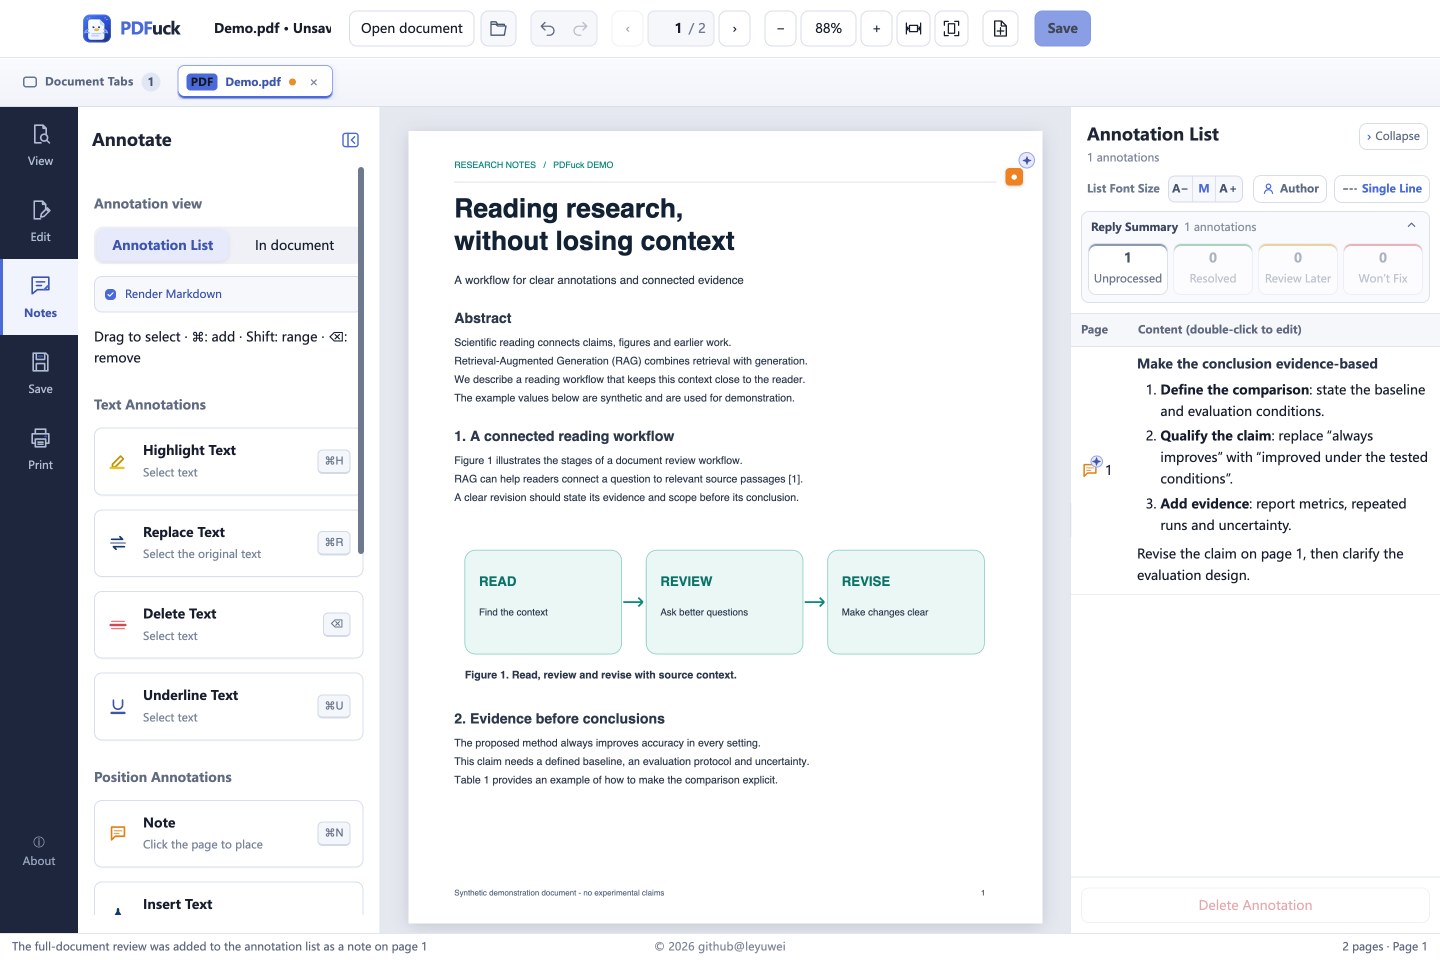 PDFuck
Demo.pdf • Unsav
Open document
‹ 1 / 2 ›
− 88% +
Save
Document Tabs 1
PDF Demo.pdf ×
View
Edit
Notes
Save
Print
About
Annotate
Annotation view
Annotation List
In document
Render Markdown
Drag to select · ⌘: add · Shift: range · ⌫:
remove
Text Annotations
Highlight Text
Select text
⌘H
Replace Text
Select the original text
⌘R
Delete Text
Select text
⌫
Underline Text
Select text
⌘U
Position Annotations
Note
Click the page to place
⌘N
Insert Text
RESEARCH NOTES / PDFuck DEMO
Reading research,
without losing context
A workflow for clear annotations and connected evidence
Abstract
Scientific reading connects claims, figures and earlier work.
Retrieval-Augmented Generation (RAG) combines retrieval with generation.
We describe a reading workflow that keeps this context close to the reader.
The example values below are synthetic and are used for demonstration.
1. A connected reading workflow
Figure 1 illustrates the stages of a document review workflow.
RAG can help readers connect a question to relevant source passages [1].
A clear revision should state its evidence and scope before its conclusion.
READ
Find the context
REVIEW
Ask better questions
REVISE
Make changes clear
Figure 1. Read, review and revise with source context.
2. Evidence before conclusions
The proposed method always improves accuracy in every setting.
This claim needs a defined baseline, an evaluation protocol and uncertainty.
Table 1 provides an example of how to make the comparison explicit.
Synthetic demonstration document - no experimental claims
1
Annotation List
› Collapse
1 annotations
List Font Size A− M A+ Author --- Single Line
Reply Summary 1 annotations
1
Unprocessed
0
Resolved
0
Review Later
0
Won't Fix
Page Content (double-click to edit)
1
Make the conclusion evidence-based
1. Define the comparison: state the baseline
and evaluation conditions.
2. Qualify the claim: replace “always
improves” with “improved under the tested
conditions”.
3. Add evidence: report metrics, repeated
runs and uncertainty.
Revise the claim on page 1, then clarify the
evaluation design.
Delete Annotation
The full-document review was added to the annotation list as a note on page 1
© 2026 github@leyuwei
2 pages · Page 1